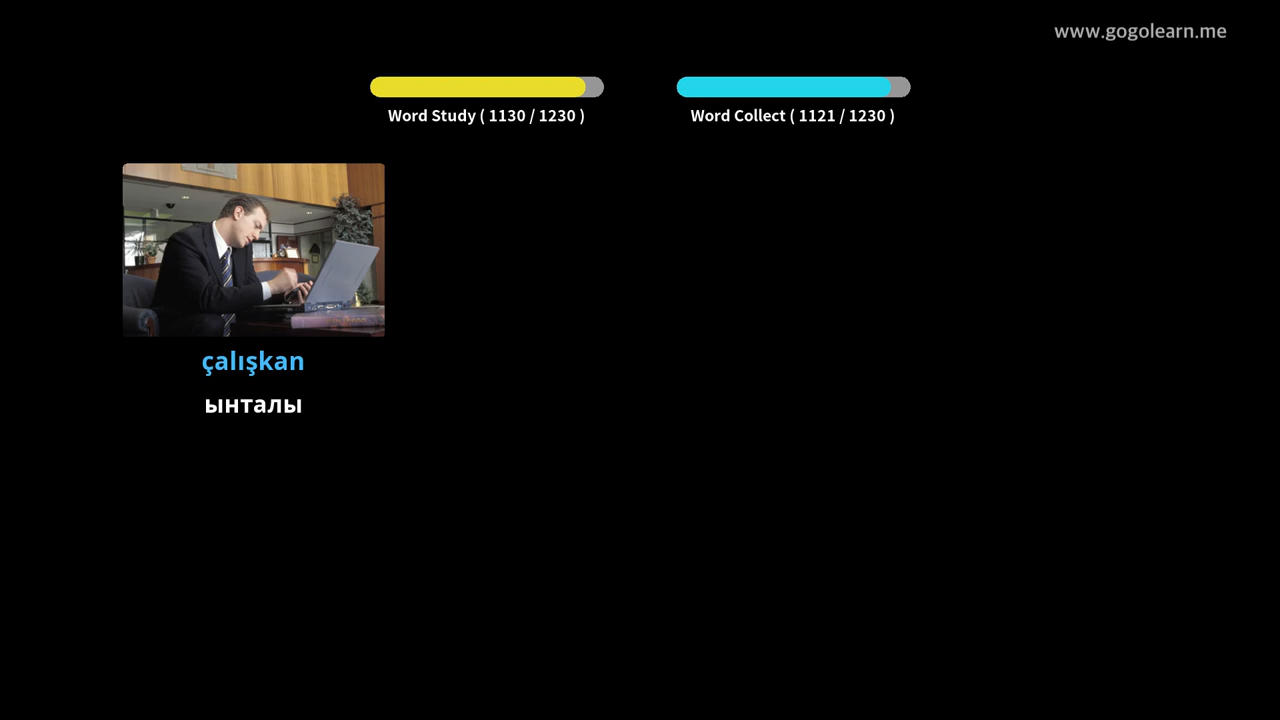 www.gogolearn.me
Word Study ( 1130 / 1230 )
Word Collect ( 1121 / 1230 )
çalışkan
ынталы